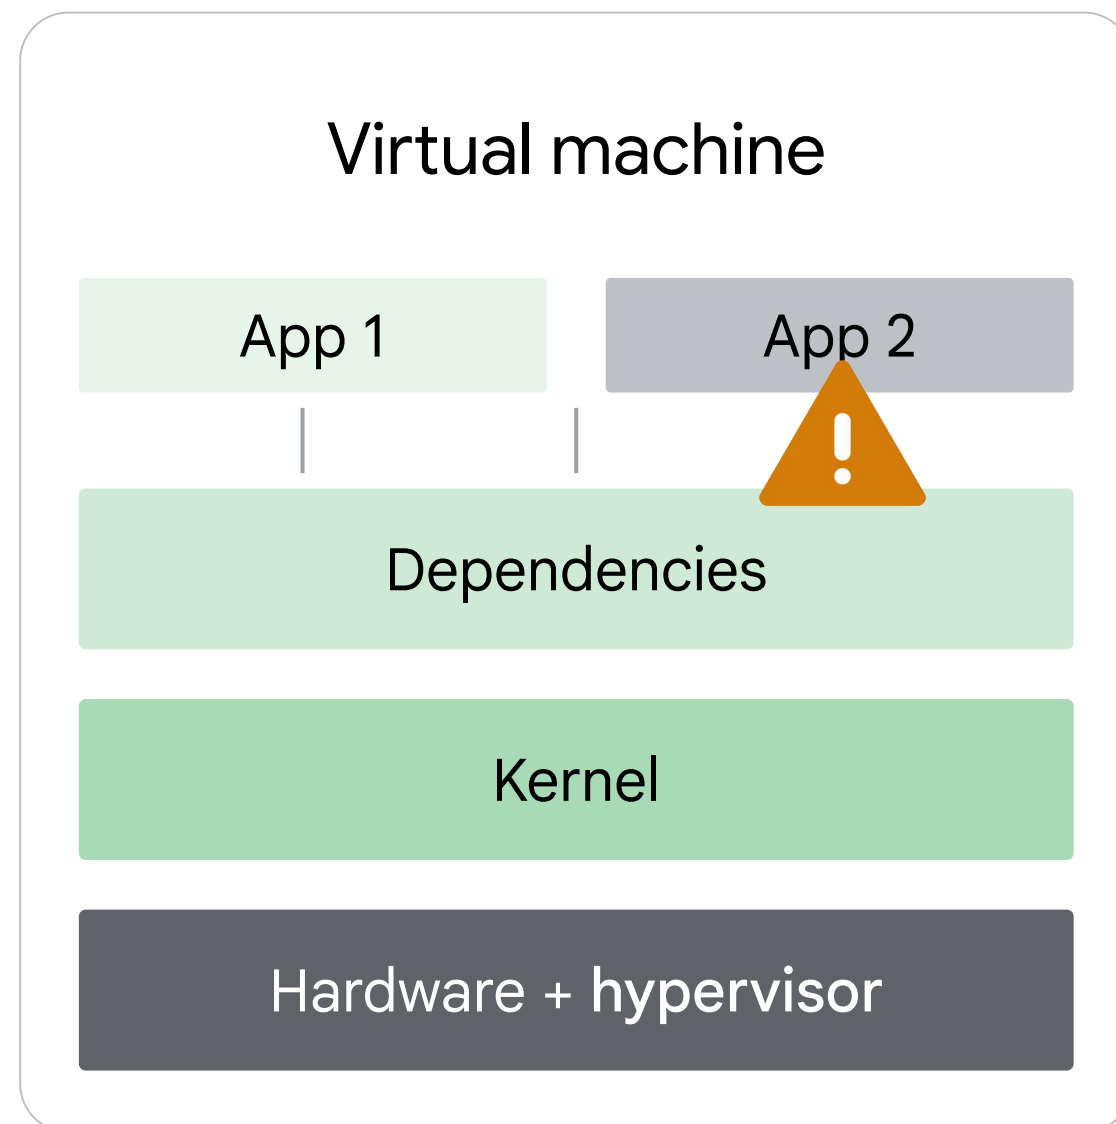 Virtual machine
App 1
App 2
!
Dependencies
Kernel
Hardware + hypervisor